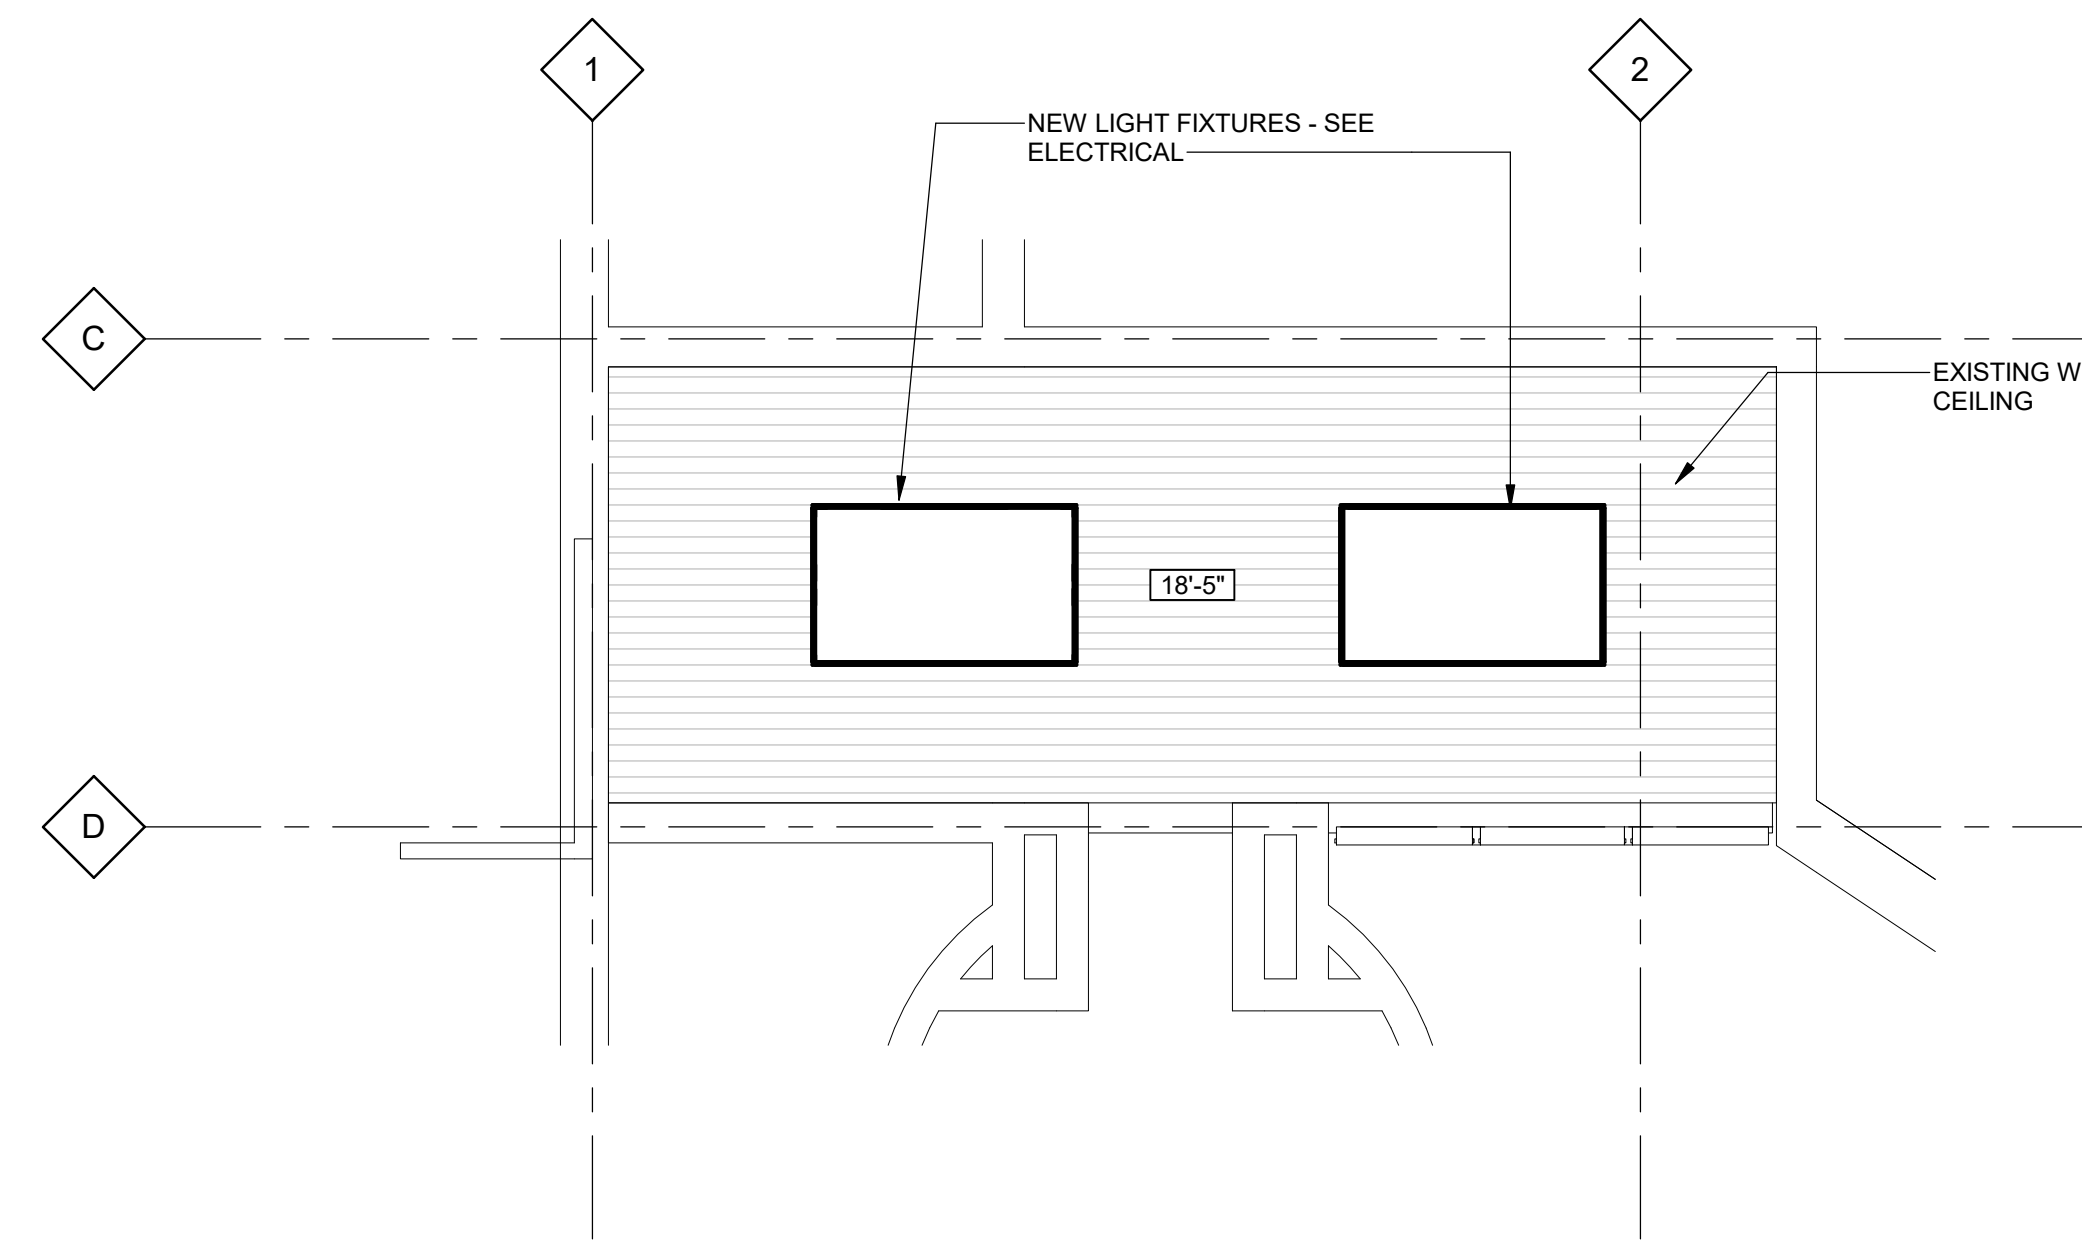 1
2
NEW LIGHT FIXTURES - SEE
ELECTRICAL
C
EXISTING
CEILING
18'-5"
D